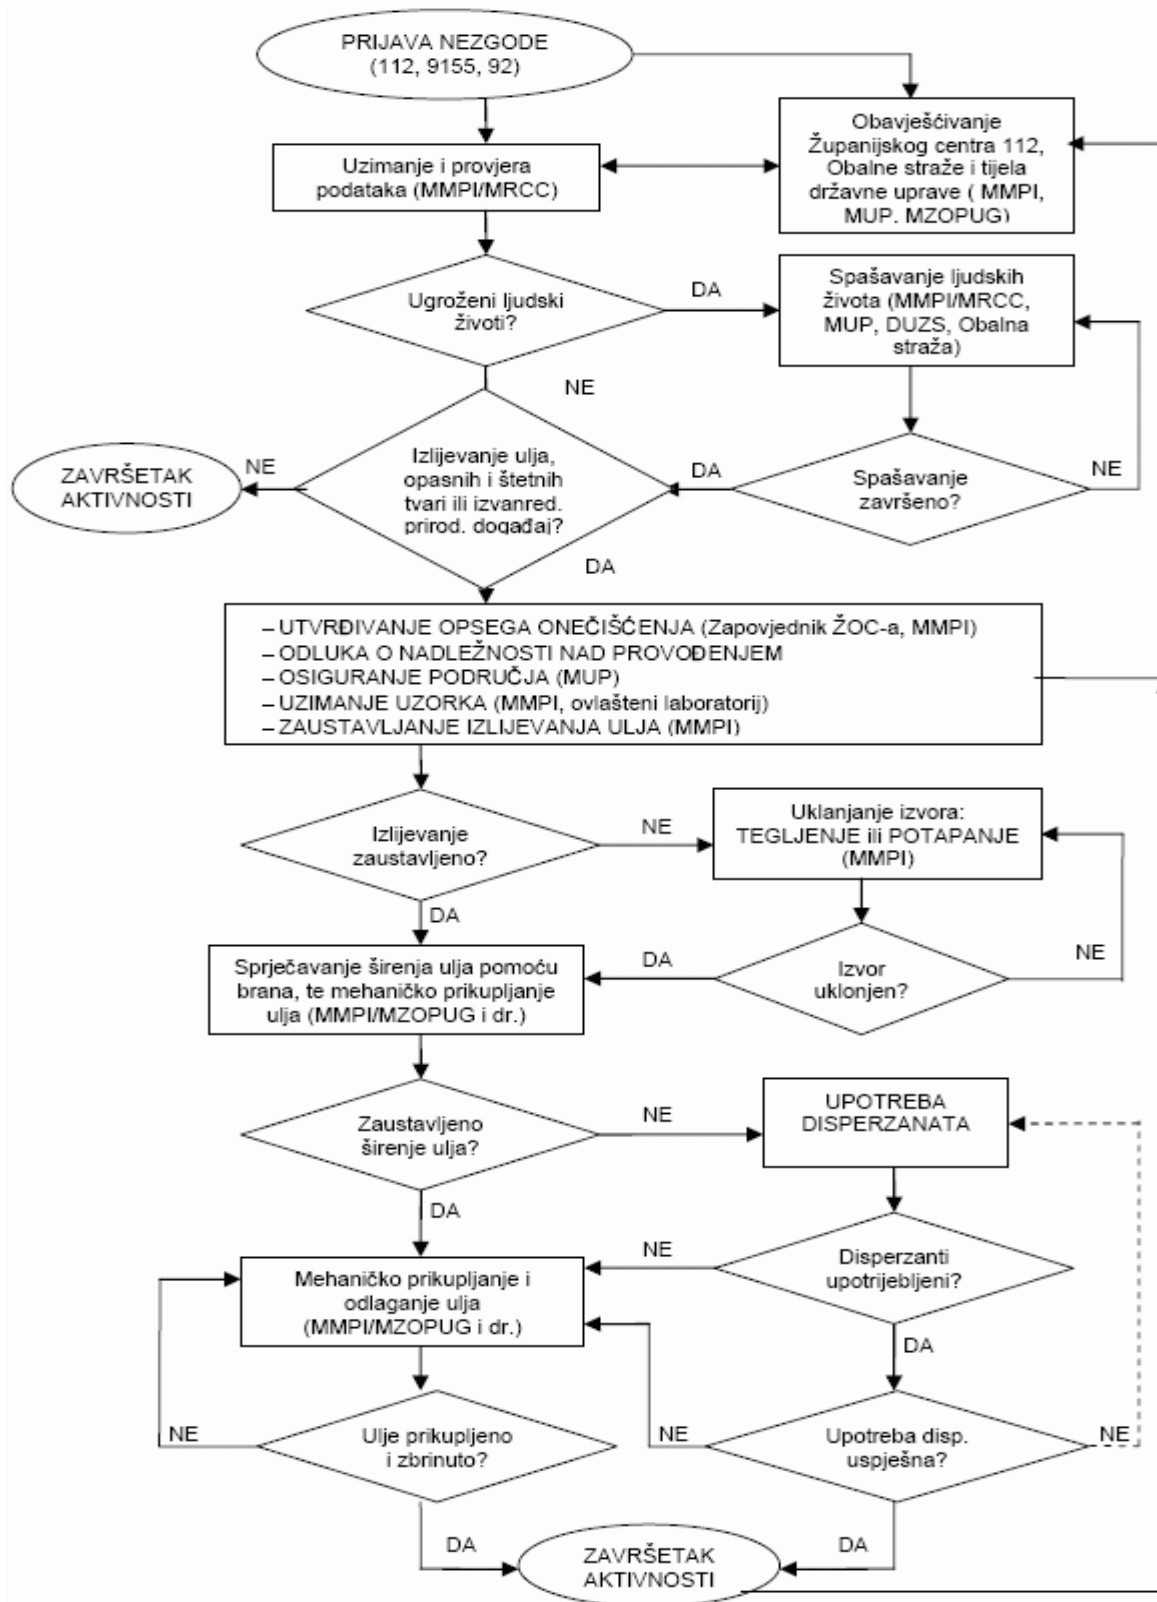 PRIJAVA NEZGODE
(112, 9155, 92)
Obavješćivanje
Županijskog centra 112,
Obalne straže i tijela
državne uprave ( MMPI,
MUP. MZOPUG)
Uzimanje i provjera
podataka (MMPI/MRCC)
Ugroženi ljudski
životi?
DA
Spašavanje ljudskih
života (MMPI/MRCC,
MUP, DUZS, Obalna
straža)
NE
ZAVRŠETAK
AKTIVNOSTI
NE
Izlijevanje ulja,
opasnih i štetnih
tvari ili izvanred.
prirod. događaj?
DA
Spašavanje
završeno?
NE
DA
– UTVRĐIVANJE OPSEGA ONEČIŠĆENJA (Zapovjednik ŽOC-a, MMPI)
– ODLUKA O NADLEŽNOSTI NAD PROVOĐENJEM
– OSIGURANJE PODRUČJA (MUP)
– UZIMANJE UZORKA (MMPI, ovlašteni laboratorij)
– ZAUSTAVLJANJE IZLIJEVANJA ULJA (MMPI)
Izlijevanje
zaustavljeno?
NE
Uklanjanje izvora:
TEGLJENJE ili POTAPANJE
(MMPI)
DA
Sprječavanje širenja ulja pomoću
brana, te mehaničko prikupljanje
ulja (MMPI/MZOPUG i dr.)
DA
Izvor
uklonjen?
NE
Zaustavljeno
širenje ulja?
NE
UPOTREBA
DISPERZANATA
DA
Mehaničko prikupljanje i
odlaganje ulja
(MMPI/MZOPUG i dr.)
NE
Disperzanti
upotrijebljeni?
DA
NE
Ulje prikupljeno
i zbrinuto?
NE
Upotreba disp.
uspješna?
NE
DA
DA
ZAVRŠETAK
AKTIVNOSTI